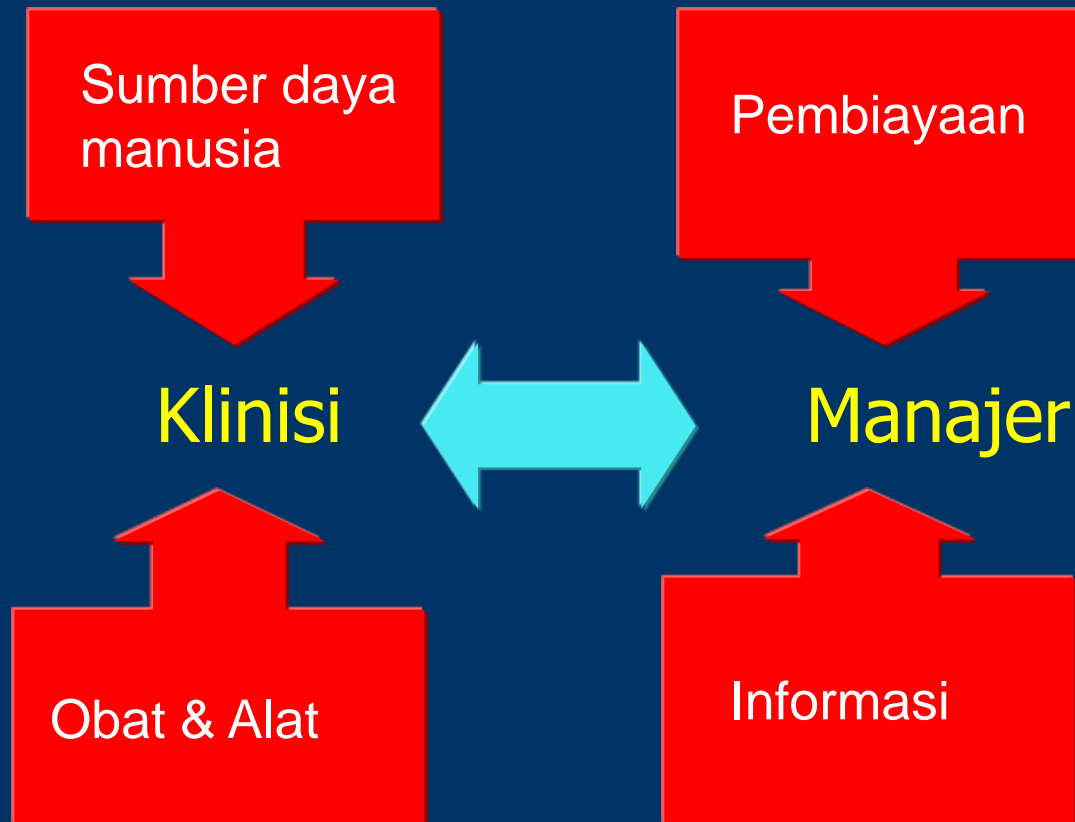 Sumber daya
manusia
Pembiayaan
Klinisi
Manajer
Obat & Alat
Informasi